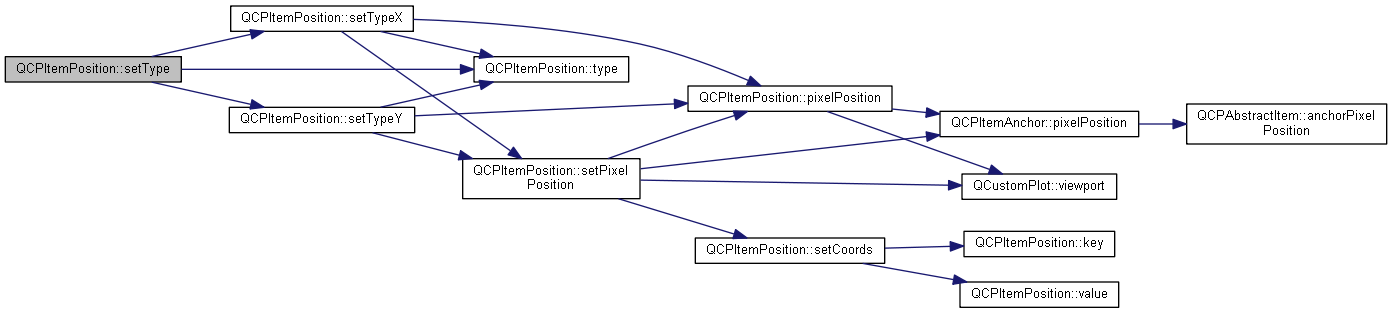 QCPItemPosition::setTypeX
QCPItemPosition::setType
QCPItemPosition::type
QCPItemPosition::pixelPosition
QCPItemPosition::setTypeY
QCPItemAnchor::pixelPosition
QCPAbstractItem::anchorPixel
Position
QCPItemPosition::setPixel
Position
QCustomPlot::viewport
QCPItemPosition::setCoords
QCPItemPosition::key
QCPItemPosition::value